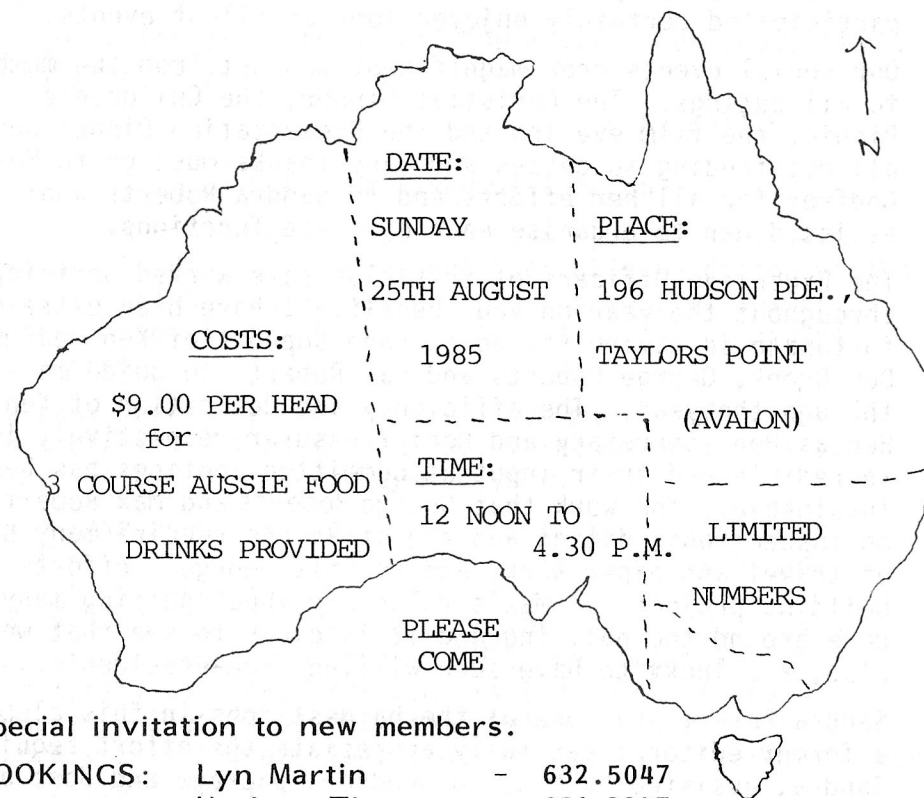 N
DATE:
SUNDAY
25TH AUGUST
1985
PLACE:
196 HUDSON PDE.,
TAYLORS POINT
(AVALON)
COSTS:
$9.00 PER HEAD
for
3 COURSE AUSSIE FOOD
DRINKS PROVIDED
TIME:
12 NOON TO
4.30 P.M.
LIMITED
NUMBERS
PLEASE
COME
pecial invitation to new members.
OOKINGS: Lyn Martin - 632.5047